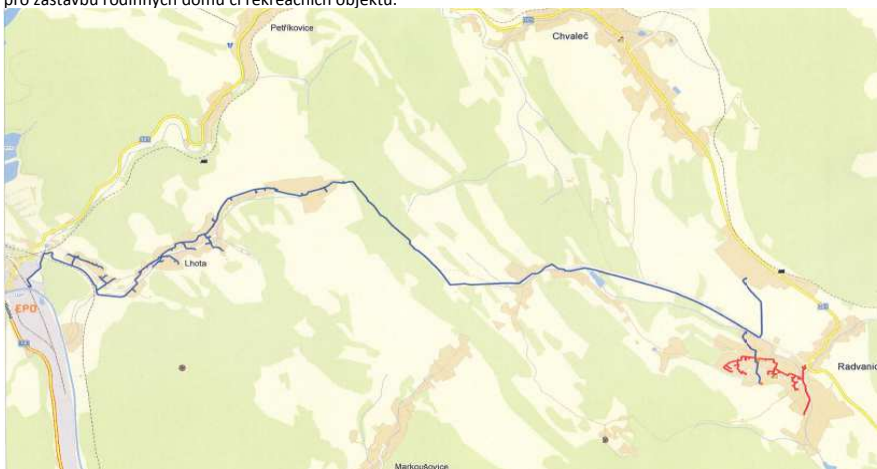 pro zástavbu rodinných domů či rekreačních objektů.
Petříkovice
Chvaleč
Lhota
EPO
Radvanic
Markoušovice